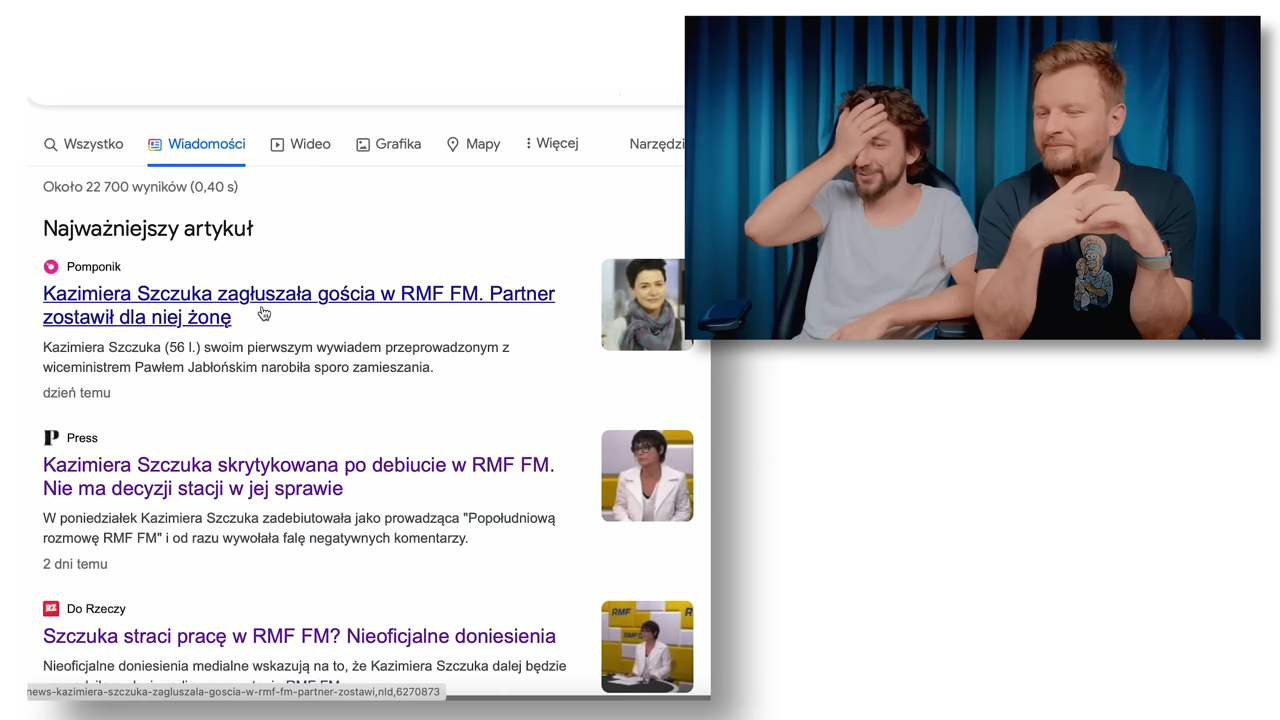 Wszystko
Wiadomości
Wideo
Grafika
Mapy
Więcej
Narzędzi
Około 22 700 wyników (0,40 s)
Najważniejszy artykuł
Pomponik
Kazimiera Szczuka zagłuszała gościa w RMF FM. Partner
zostawił dla niej żonę
Kazimiera Szczuka (56 l.) swoim pierwszym wywiadem przeprowadzonym z
wiceministrem Pawłem Jabłońskim narobiła sporo zamieszania.
dzień temu
P Press
Kazimiera Szczuka skrytykowana po debiucie w RMF FM.
Nie ma decyzji stacji w jej sprawie
W poniedziałek Kazimiera Szczuka zadebiutowała jako prowadząca "Popołudniową
rozmowę RMF FM" i od razu wywołała falę negatywnych komentarzy.
2 dni temu
RZ Do Rzeczy
Szczuka straci pracę w RMF FM? Nieoficjalne doniesienia
RMF
Nieoficjalne doniesienia medialne wskazują na to, że Kazimiera Szczuka dalej będzie
news-kazimiera-szczuka-zagluszala-goscia-w-rmf-fm-partner-zostawi,nld,6270873